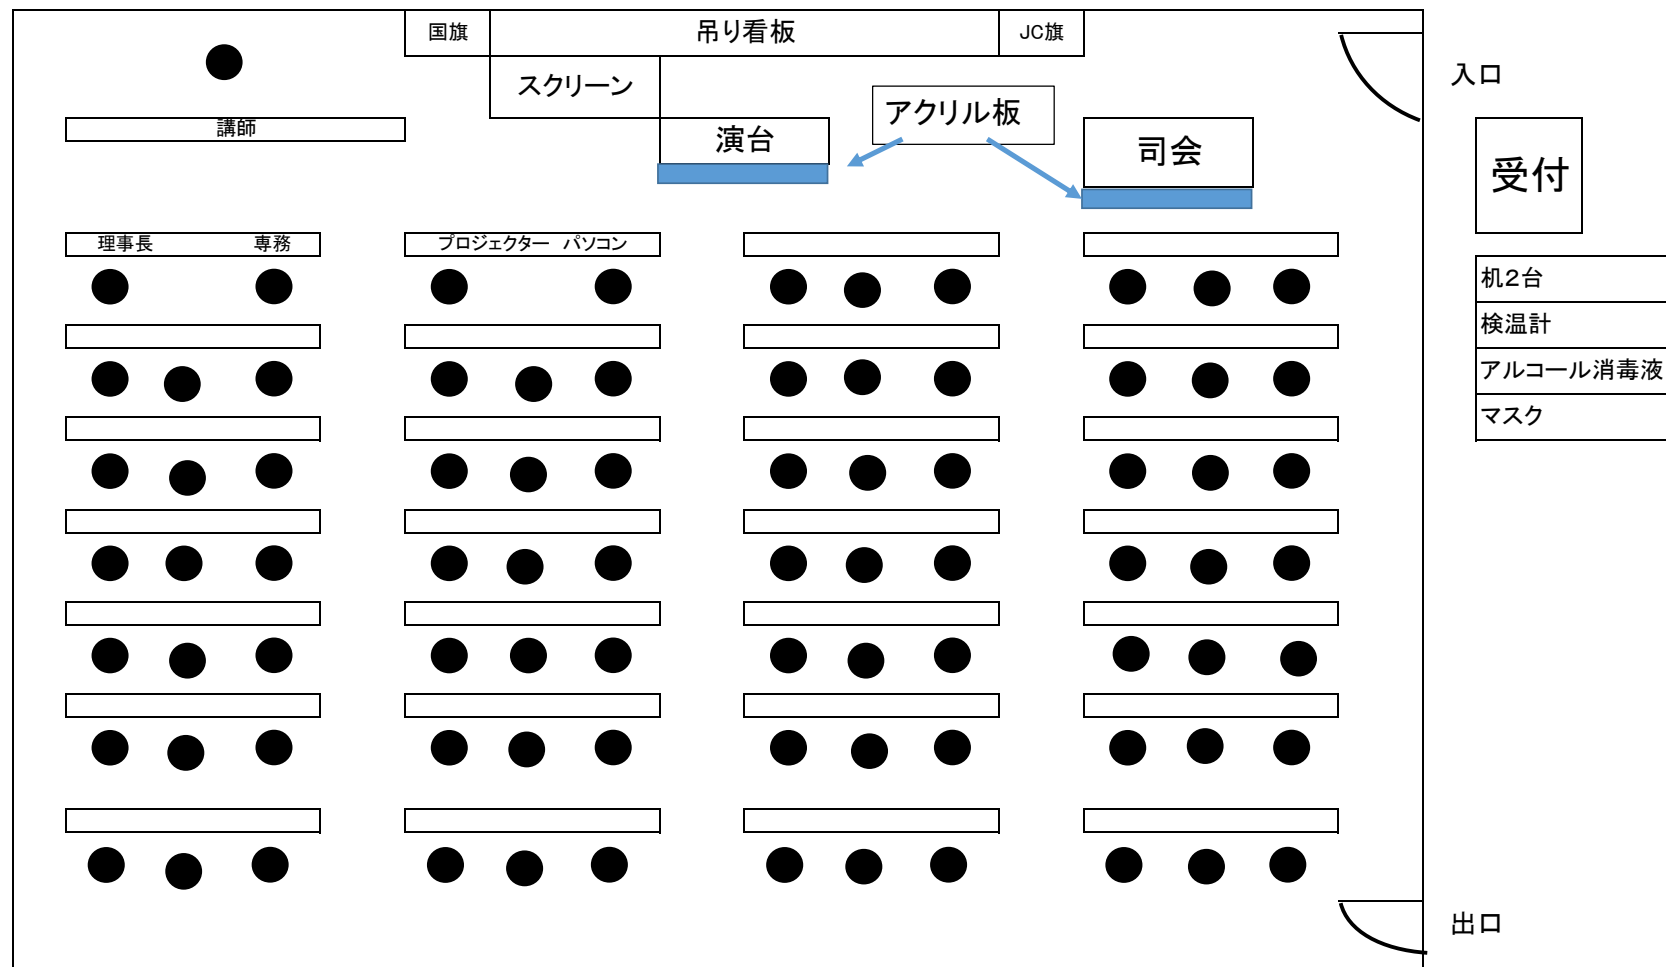 国旗
吊り看板
JC旗
スクリーン
アクリル板
入口
講師
演台
司会
受付
理事長 専務
プロジェクター パソコン
机2台
検温計
アルコール消毒液
マスク
出口